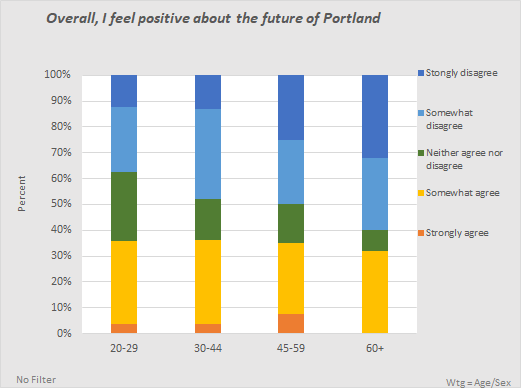 Overall, I feel positive about the future of Portland
Percent
100%
90%
80%
70%
60%
50%
40%
30%
20%
10%
0%
20-29
30-44
45-59
60+
Stongly disagree
Somewhat
disagree
Neither agree nor
disagree
Somewhat agree
Strongly agree
No Filter
Wtg = Age/Sex